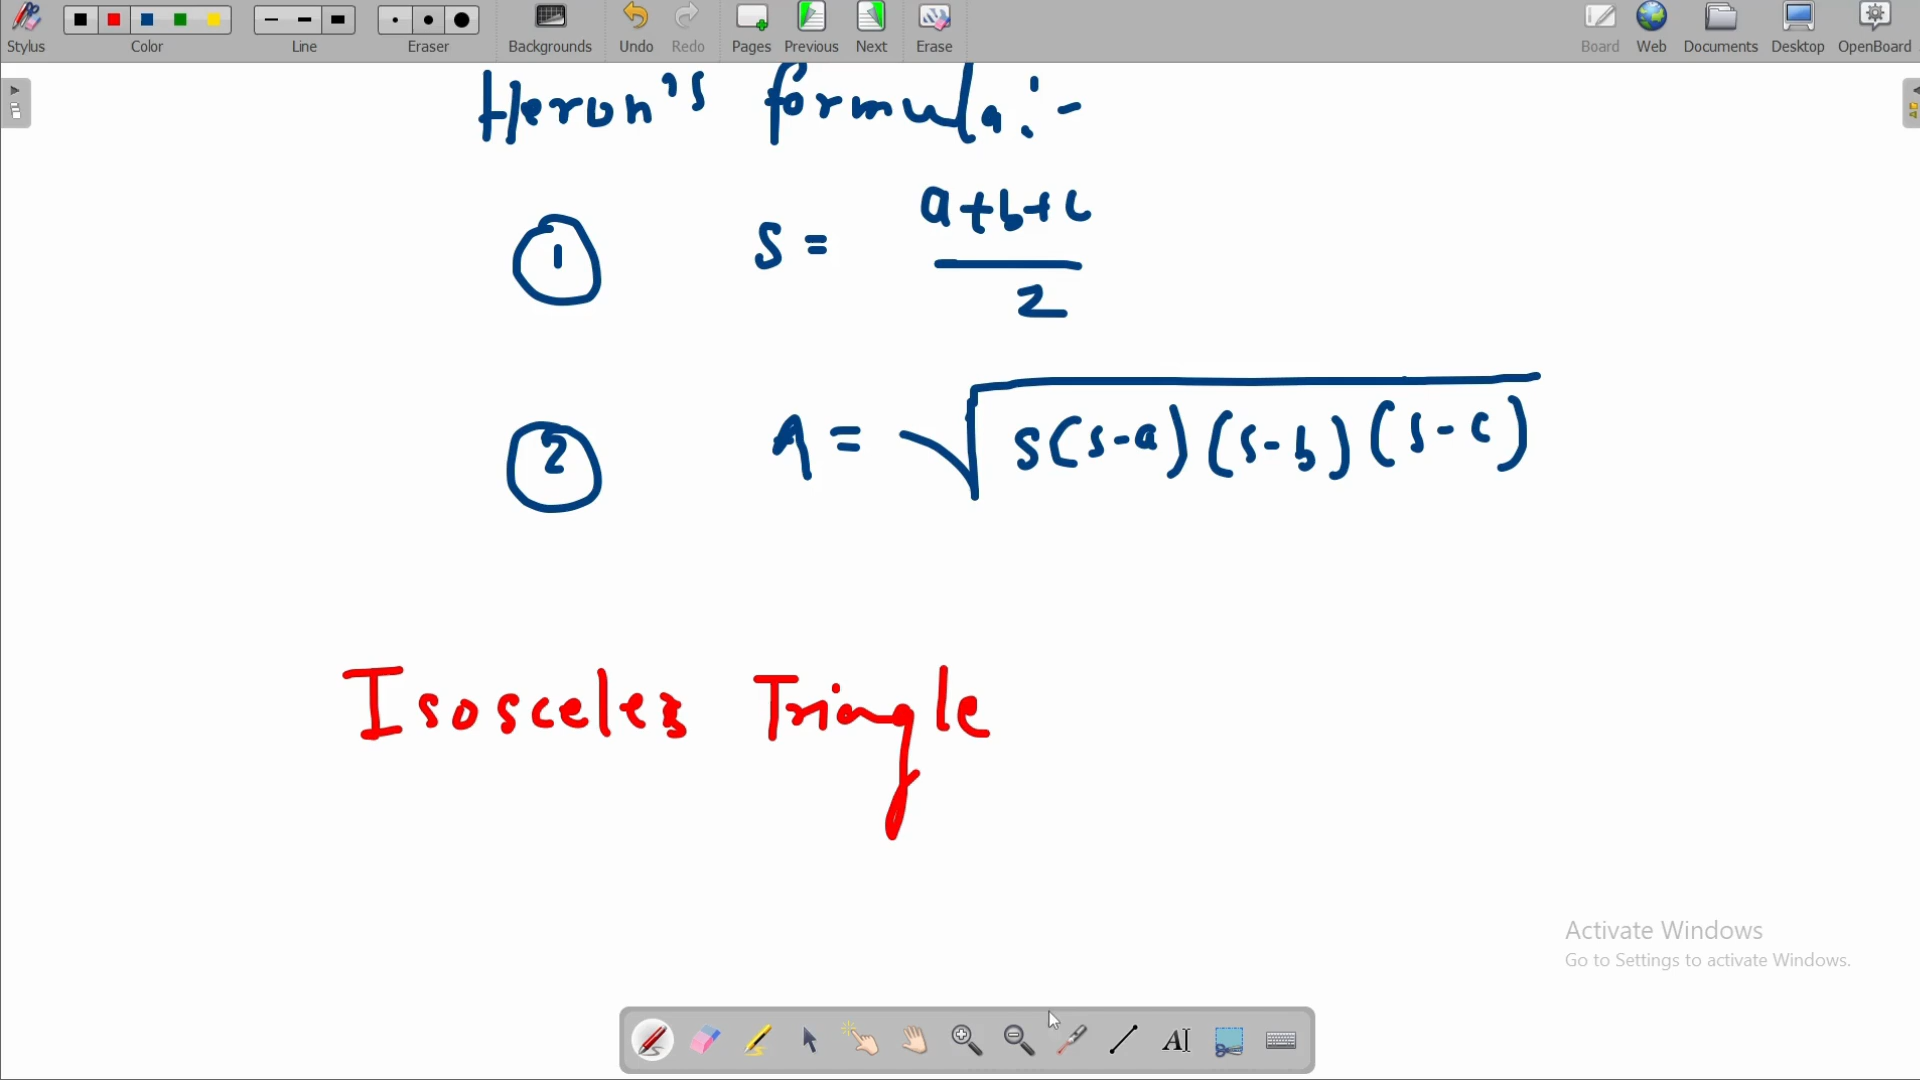 Stylus Color Line Eraser Backgrounds Undo Redo Pages Previous Next Erase Board Web Documents Desktop OpenBoard
Heron's formula :-
1 S = a+b+c / 2
2 A = √s(s-a)(s-b)(s-c)
Isosceles Triangle
Activate Windows
Go to Settings to activate Windows.